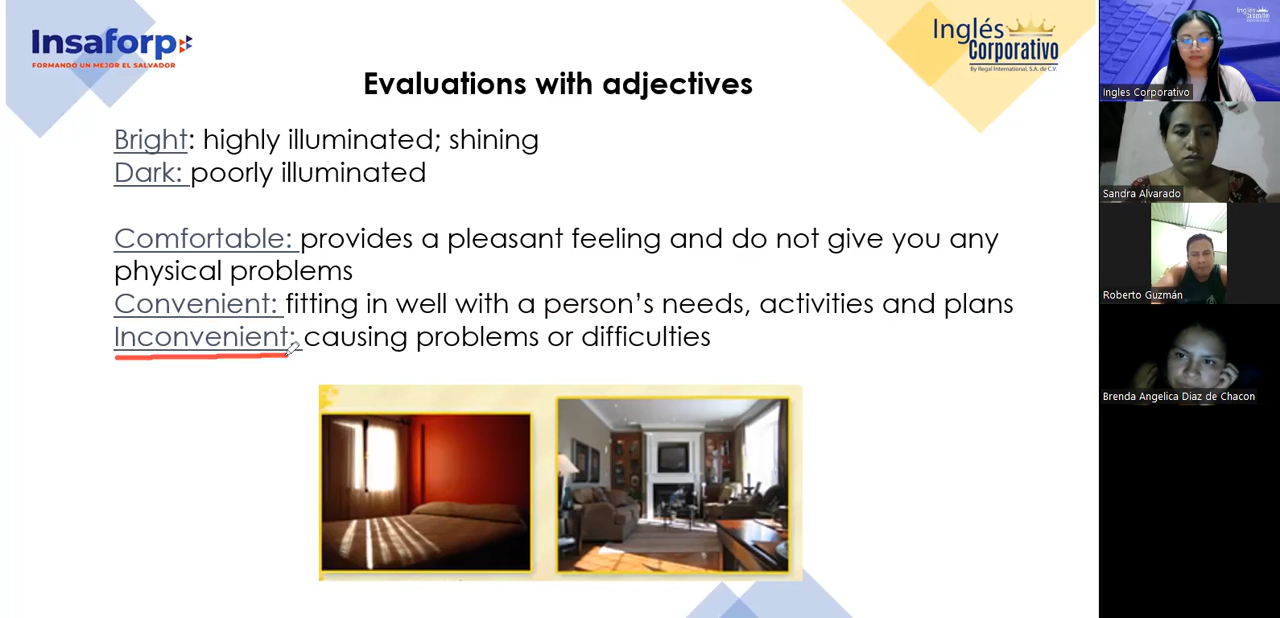 Insaforp
FORMANDO UN MEJOR EL SALVADOR
Inglés
Corporativo
By Regal International, S.A. de C.V.
Evaluations with adjectives
Bright: highly illuminated; shining
Dark: poorly illuminated
Comfortable: provides a pleasant feeling and do not give you any
physical problems
Convenient: fitting in well with a person’s needs, activities and plans
Inconvenient: causing problems or difficulties
Ingles Corporativo
Sandra Alvarado
Roberto Guzmán
Brenda Angelica Diaz de Chacon